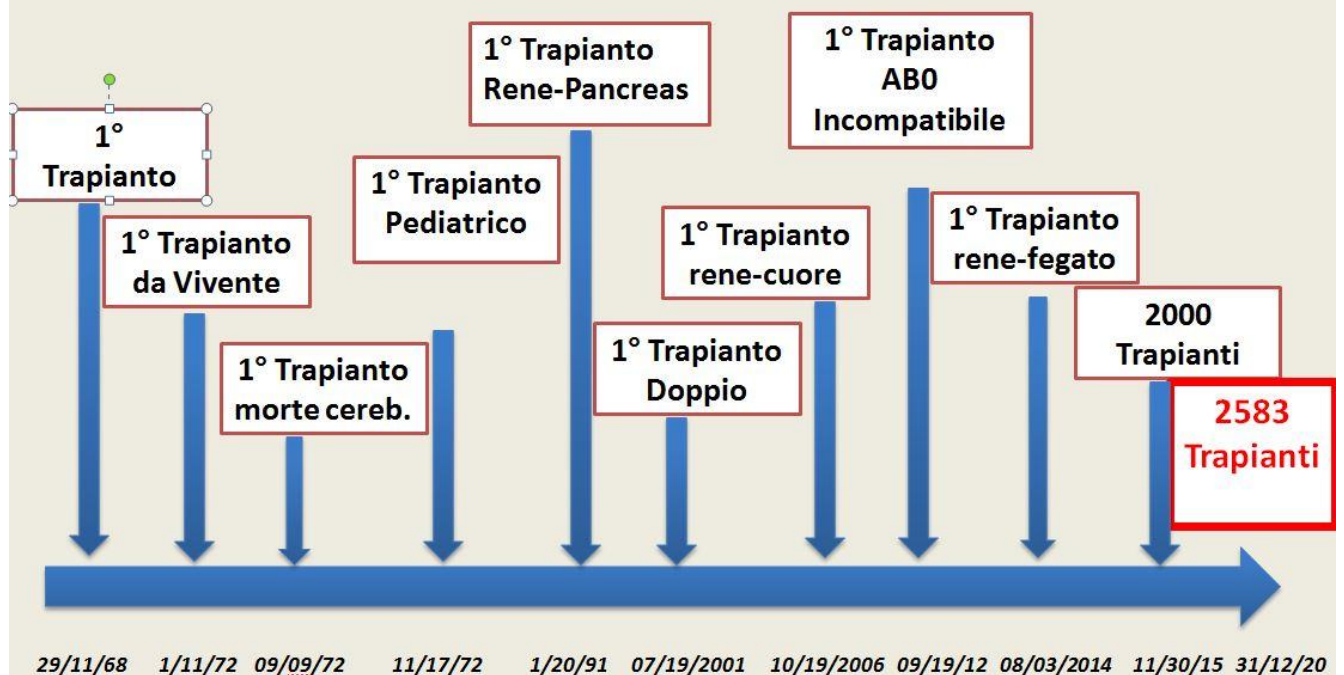 1°
Trapianto
1° Trapianto
da Vivente
1° Trapianto
morte cereb.
1° Trapianto
Pediatrico
1° Trapianto
Rene-Pancreas
1° Trapianto
Doppio
1° Trapianto
rene-cuore
1° Trapianto
AB0
Incompatibile
1° Trapianto
rene-fegato
2000
Trapianti
2583
Trapianti
29/11/68 1/11/72 09/09/72 11/17/72 1/20/91 07/19/2001 10/19/2006 09/19/12 08/03/2014 11/30/15 31/12/20